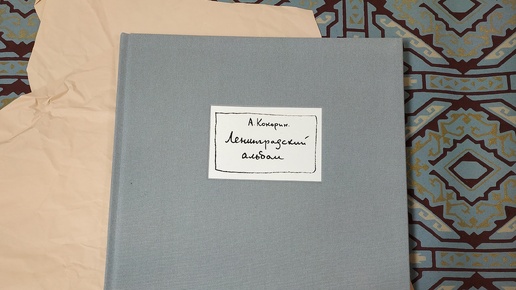 А. Кокорин
Ленинградский
альбом